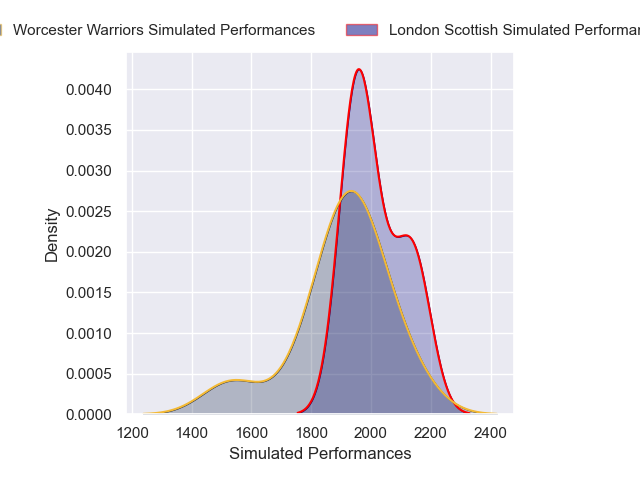 Worcester Warriors Simulated Performances
London Scottish Simulated
0.0040
0.0035
0.0030
0.0025
0.0020
0.0015
0.0010
0.0005
0.0000
Density
1200 1400 1600 1800 2000 2200 2400
Simulated Performances